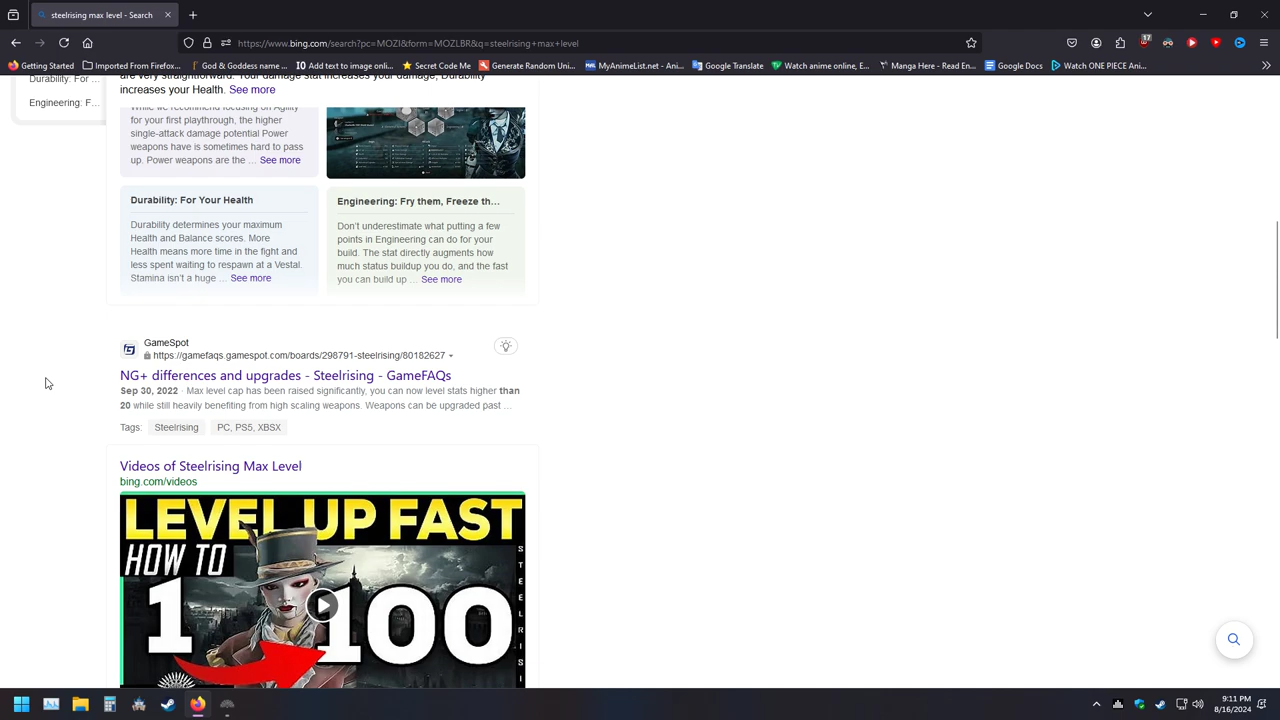 steelrising max level - Search
https://www.bing.com/search?pc=MOZI&form=MOZLBR&q=steelrising+max+level
17
Getting Started
Imported From Firefox...
God & Goddess name ...
IO Add text to image onli...
Secret Code Me
Generate Random Unit...
MyAnimeList.net - Ani...
Google Translate
Watch anime online, E...
Manga Here - Read En...
Google Docs
Watch ONE PIECE Ani...
Durability: For ...
Engineering: F...
are very straightforward. Your damage stat increases your damage, Durability
increases your Health. See more
While we recommend focusing on Agility
for your first playthrough, the higher
single-attack damage potential Power
weapons have is sometimes hard to pass
up. Power weapons are the ... See more
Durability: For Your Health
Durability determines your maximum
Health and Balance scores. More
Health means more time in the fight and
less spent waiting to respawn at a Vestal.
Stamina isn't a huge ... See more
Engineering: Fry them, Freeze th...
Don't underestimate what putting a few
points in Engineering can do for your
build. The stat directly augments how
much status buildup you do, and the fast
you can build up ... See more
GameSpot
https://gamefaqs.gamespot.com/boards/298791-steelrising/80182627
NG+ differences and upgrades - Steelrising - GameFAQs
Sep 30, 2022 · Max level cap has been raised significantly, you can now level stats higher than
20 while still heavily benefiting from high scaling weapons. Weapons can be upgraded past ...
Tags: Steelrising PC, PS5, XBSX
Videos of Steelrising Max Level
bing.com/videos
LEVEL UP FAST
HOW TO
1 100
STEELRISI
9:11 PM
8/16/2024